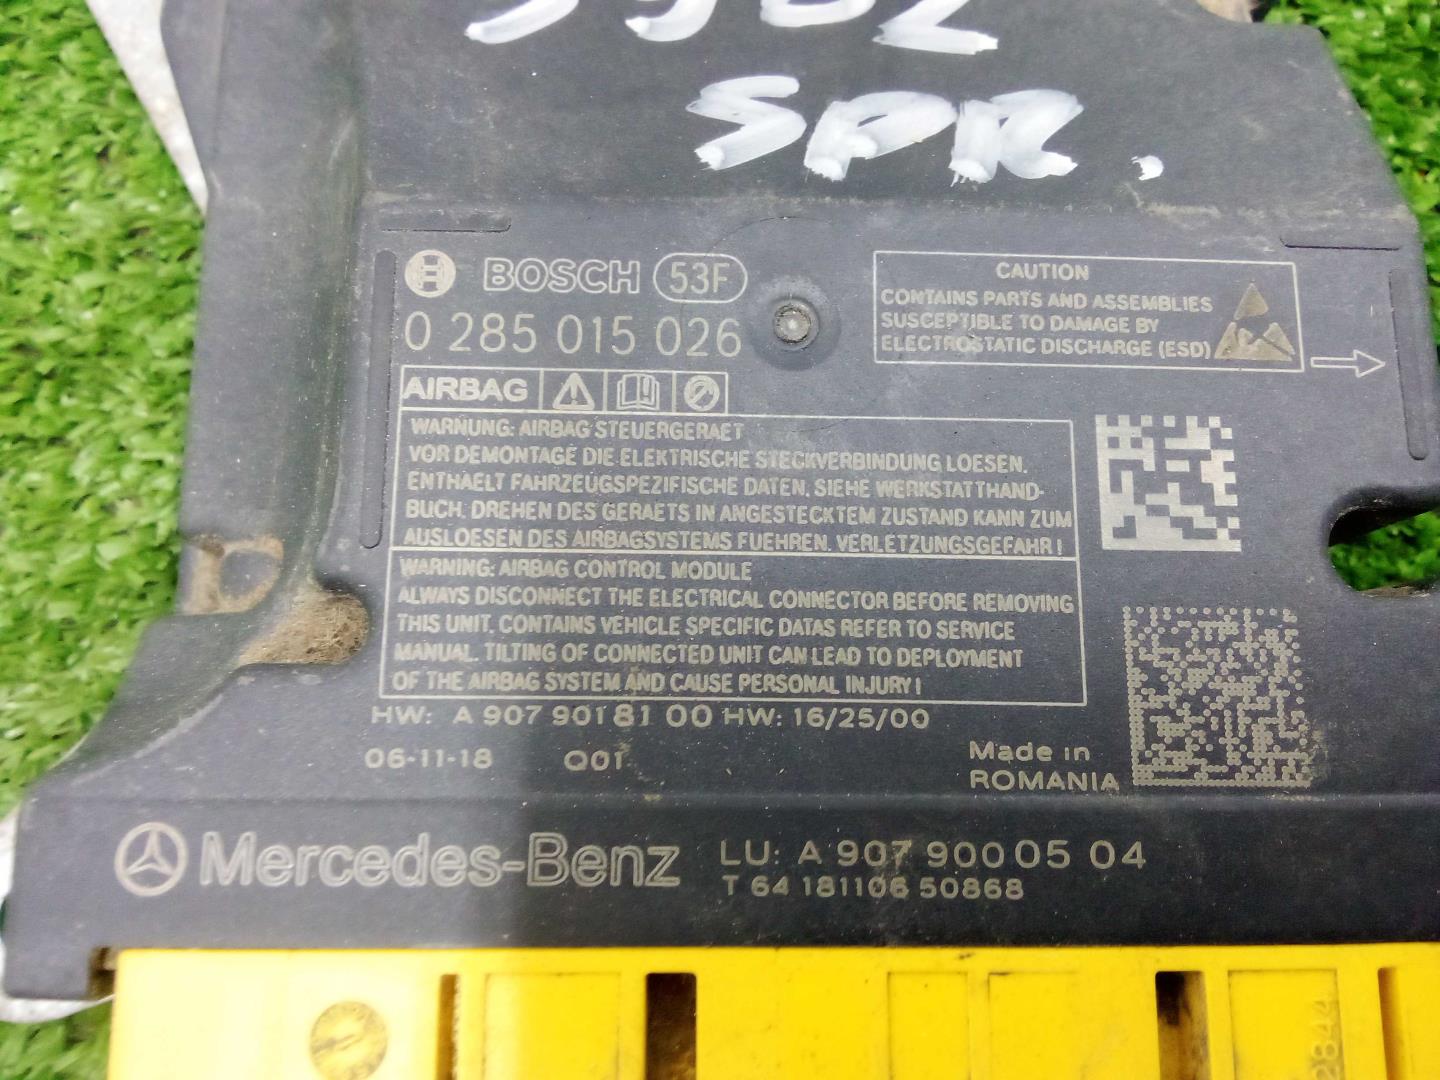 SPR.
BOSCH 53F
0 285 015 026
CAUTION
CONTAINS PARTS AND ASSEMBLIES
SUSCEPTIBLE TO DAMAGE BY
ELECTROSTATIC DISCHARGE (ESD)
AIRBAG
WARNUNG: AIRBAG STEUERGERAET
VOR DEMONTAGE DIE ELEKTRISCHE STECKVERBINDUNG LOESEN.
ENTHAELT FAHRZEUGSPEZIFISCHE DATEN. SIEHE WERKSTATTHAND-
BUCH. DREHEN DES GERAETS IN ANGESTECKTEM ZUSTAND KANN ZUM
AUSLOESEN DES AIRBAGSYSTEMS FUEHREN. VERLETZUNGSGEFAHR!
WARNING: AIRBAG CONTROL MODULE
ALWAYS DISCONNECT THE ELECTRICAL CONNECTOR BEFORE REMOVING
THIS UNIT. CONTAINS VEHICLE SPECIFIC DATAS REFER TO SERVICE
MANUAL. TILTING OF CONNECTED UNIT CAN LEAD TO DEPLOYMENT
OF THE AIRBAG SYSTEM AND CAUSE PERSONAL INJURY!
HW: A 907 901 81 00 HW: 16/25/00
06-11-18 Q01
Made in
ROMANIA
Mercedes-Benz
LU: A 907 900 05 04
T 64 181106 50868
2844